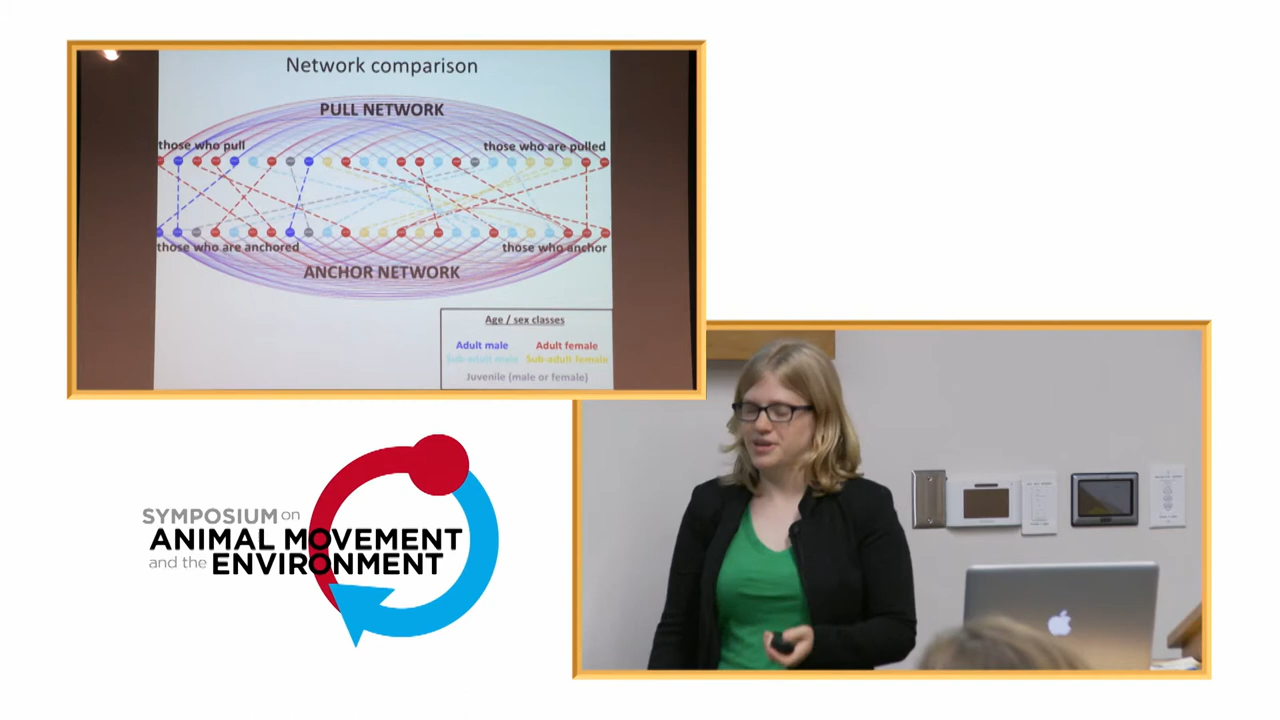 Network comparison
PULL NETWORK
those who pull
those who are pulled
those who are anchored
those who anchor
ANCHOR NETWORK
Age / sex classes
Adult male Adult female
Sub-adult male Sub-adult female
Juvenile (male or female)
SYMPOSIUM on
ANIMAL MOVEMENT
and the ENVIRONMENT